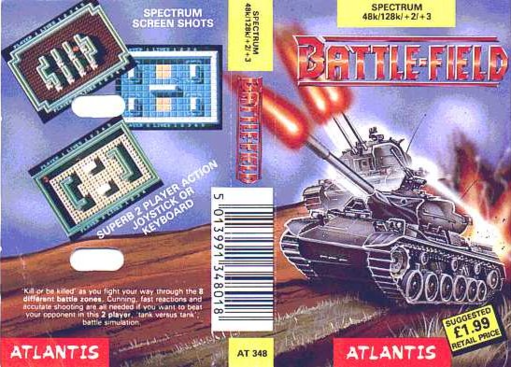 SPECTRUM
SCREEN SHOTS
SUPERB 2 PLAYER ACTION
JOYSTICK OR
KEYBOARD
'Kill or be killed' as you fight your way through the 8
different battle zones. Cunning, fast reactions and
accutate shooting are all needed if you want to beat
your opponent in this 2 player, 'tank versus tank',
battle simulation.
ATLANTIS
SPECTRUM
48k/128k/+2/+3
BATTLE-FIELD
5 013991 348018
AT 348
SPECTRUM
48k/128k/+2/+3
BATTLE-FIELD
SUGGESTED
£1.99
RETAIL PRICE
ATLANTIS